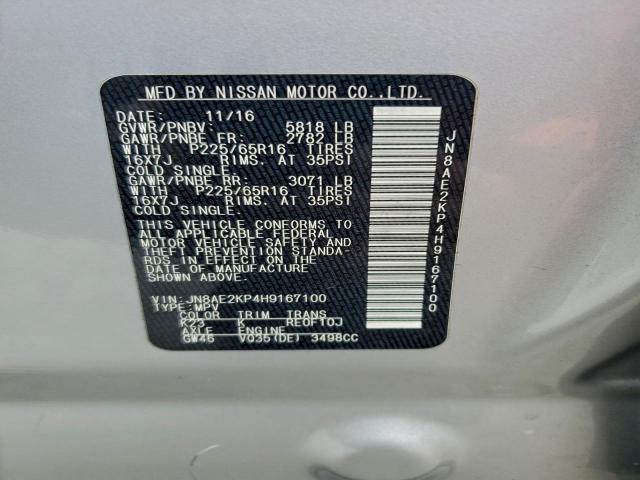 MFD BY NISSAN MOTOR CO.,LTD.
DATE: 11/16
GVWR/PNBV 5818 LB
GAWR/PNBE FR: 2782 LB
WITH P225/65R16 TIRES
16X7J RIMS. AT 35PSI
COLD SINGLE.
GAWR/PNBE RR: 3071 LB
WITH P225/65R16 TIRES
16X7J RIMS. AT 35PSI
COLD SINGLE.
THIS VEHICLE CONFORMS TO
ALL APPLICABLE FEDERAL
MOTOR VEHICLE SAFETY AND
THEFT PREVENTION STANDA-
RDS IN EFFECT ON THE
DATE OF MANUFACTURE
SHOWN ABOVE.
VIN:JN8AE2KP4H9167100
TYPE:MPV
COLOR TRIM TRANS
K23 K RE0F10J
AXLE ENGINE
GW46 VQ35(DE) 3498CC
JN8AE2KP4H9167100